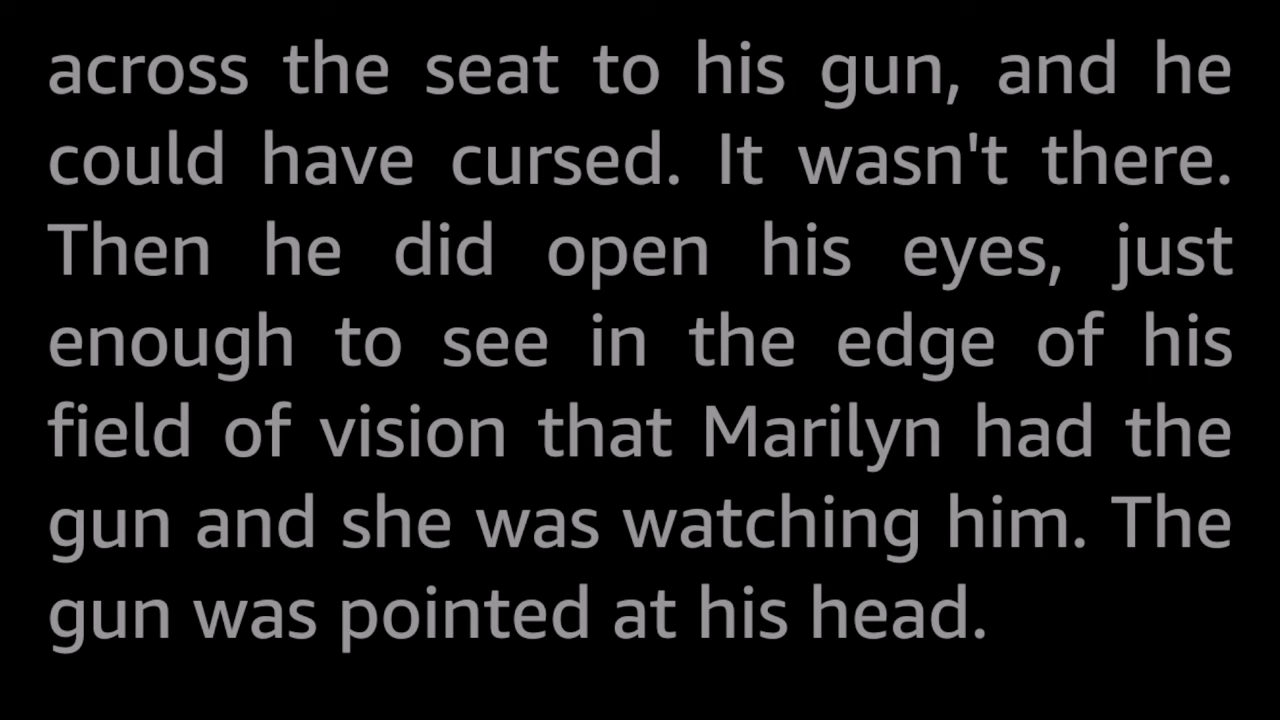 across the seat to his gun, and he
could have cursed. It wasn't there.
Then he did open his eyes, just
enough to see in the edge of his
field of vision that Marilyn had the
gun and she was watching him. The
gun was pointed at his head.